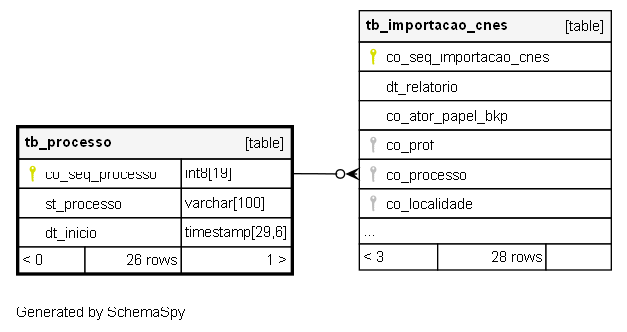 tb_processo [table]
co_seq_processo int8[19]
st_processo varchar[100]
dt_inicio timestamp[29,6]
< 0 26 rows 1 >
tb_importacao_cnes [table]
co_seq_importacao_cnes
dt_relatorio
co_ator_papel_bkp
co_prof
co_processo
co_localidade
...
< 3 28 rows
Generated by SchemaSpy